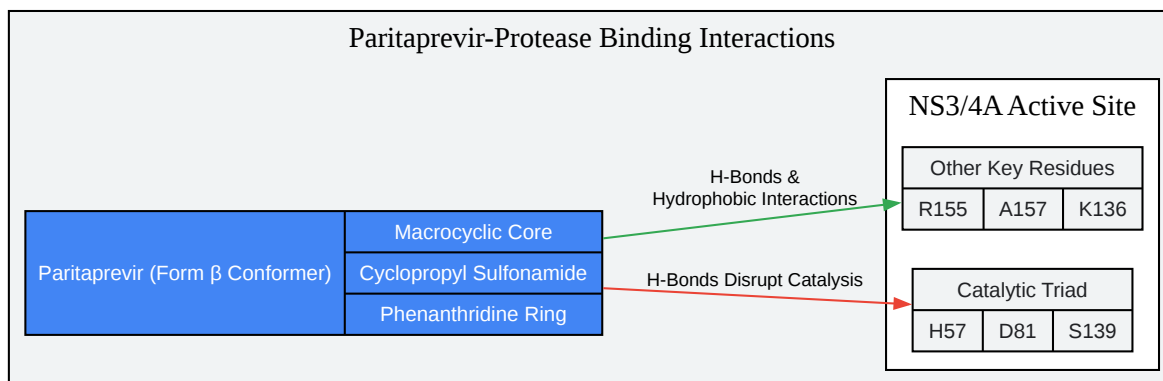 Paritaprevir-Protease Binding Interactions
NS3/4A Active Site
Other Key Residues
R155 A157 K136
H-Bonds &
Hydrophobic Interactions
Paritaprevir (Form β Conformer)
Macrocyclic Core
Cyclopropyl Sulfonamide
Phenanthridine Ring
H-Bonds Disrupt Catalysis
Catalytic Triad
H57 D81 S139